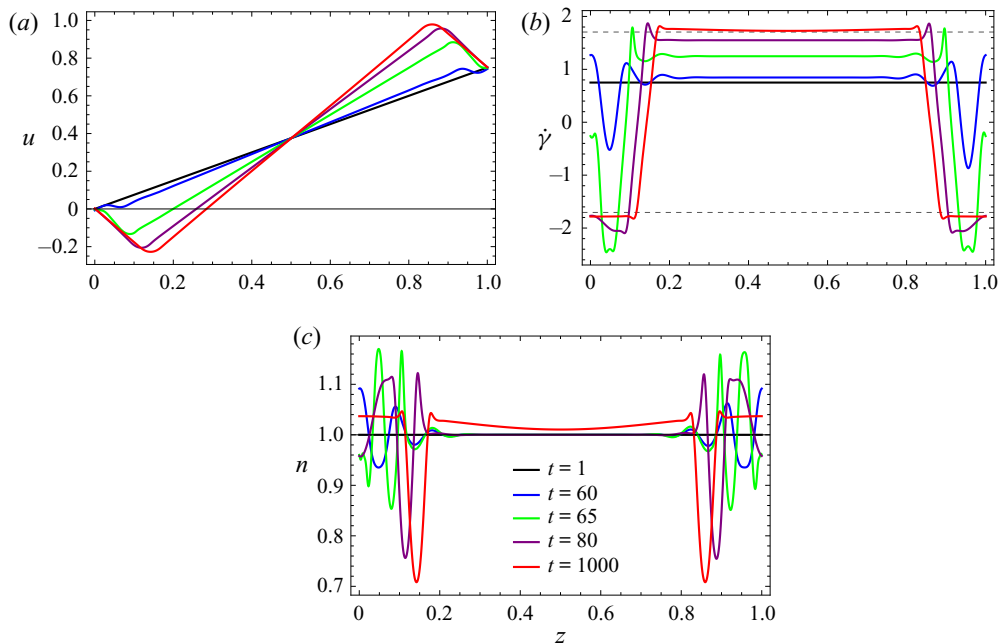 (a)
1.0
0.8
0.6
u
0.4
0.2
0
−0.2
0 0.2 0.4 0.6 0.8 1.0
(b)
2
1
0
γ̇
−1
−2
0 0.2 0.4 0.6 0.8 1.0
(c)
1.1
1.0
n
0.9
0.8
0.7
t = 1
t = 60
t = 65
t = 80
t = 1000
0.0 0.2 0.4 0.6 0.8 1.0
z